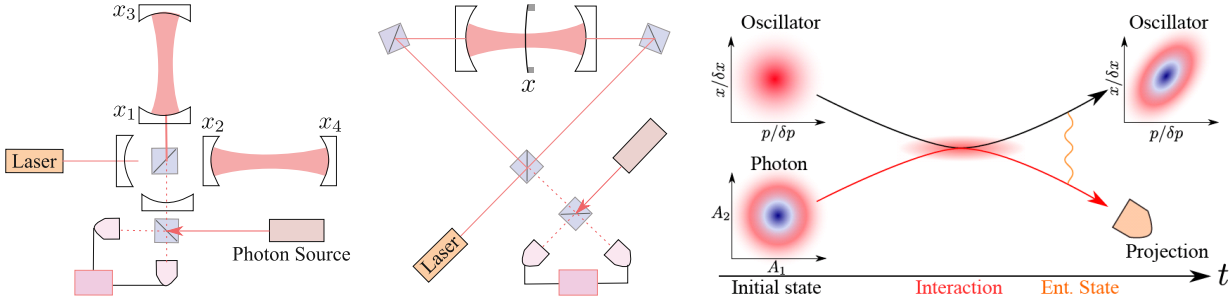 x₃
x₁
x₂
x₄
Laser
Photon Source
x
Laser
Oscillator
x/δx
p/δp
Photon
A₂
A₁
Initial state
Interaction
Ent. State
Oscillator
x/δx
p/δp
Projection
t